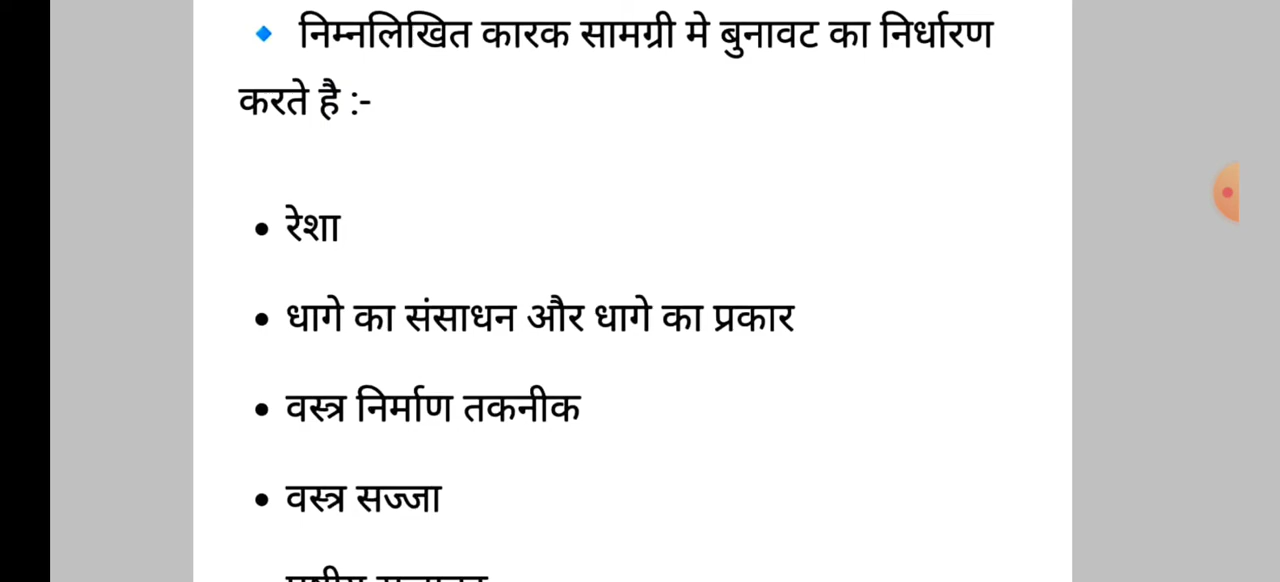 🔹 निम्नलिखित कारक सामग्री मे बुनावट का निर्धारण
करते है :-
• रेशा
• धागे का संसाधन और धागे का प्रकार
• वस्त्र निर्माण तकनीक
• वस्त्र सज्जा